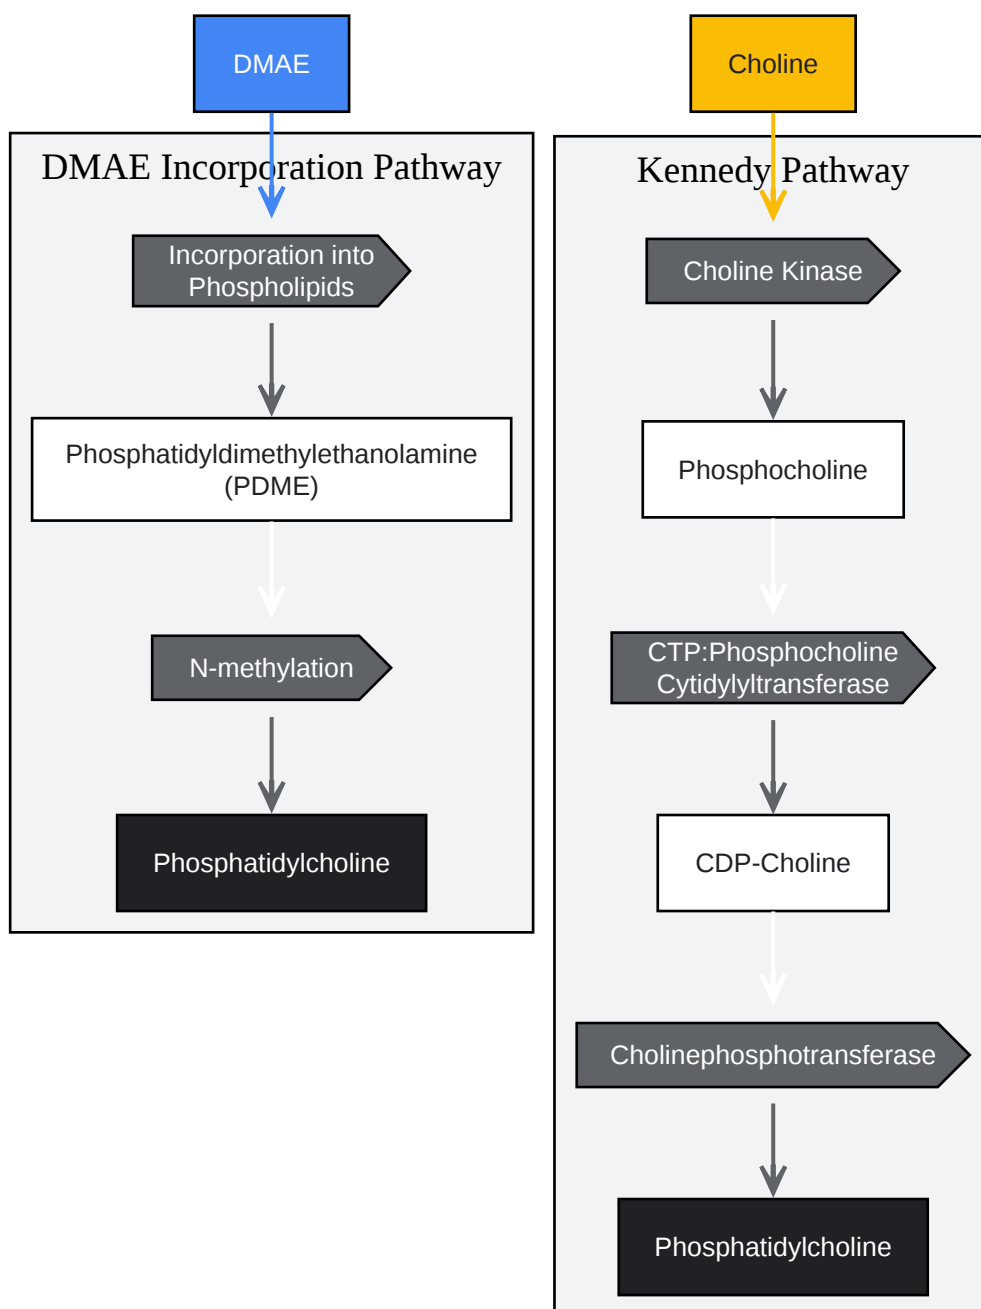 DMAE
DMAE Incorporation Pathway
Incorporation into
Phospholipids
Phosphatidyldimethylethanolamine
(PDME)
N-methylation
Phosphatidylcholine
Choline
Kennedy Pathway
Choline Kinase
Phosphocholine
CTP:Phosphocholine
Cytidylyltransferase
CDP-Choline
Cholinephosphotransferase
Phosphatidylcholine